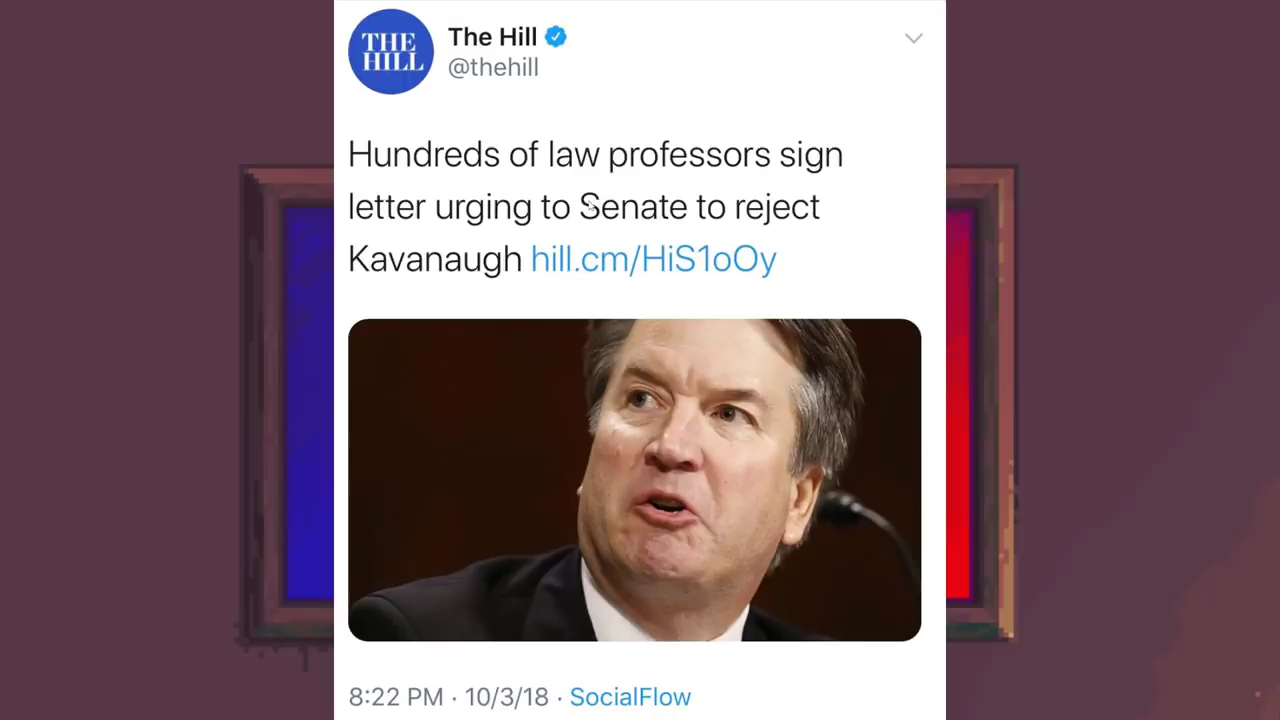 THE
HILL
The Hill
@thehill
Hundreds of law professors sign
letter urging to Senate to reject
Kavanaugh hill.cm/HiS1oOy
8:22 PM · 10/3/18 · SocialFlow